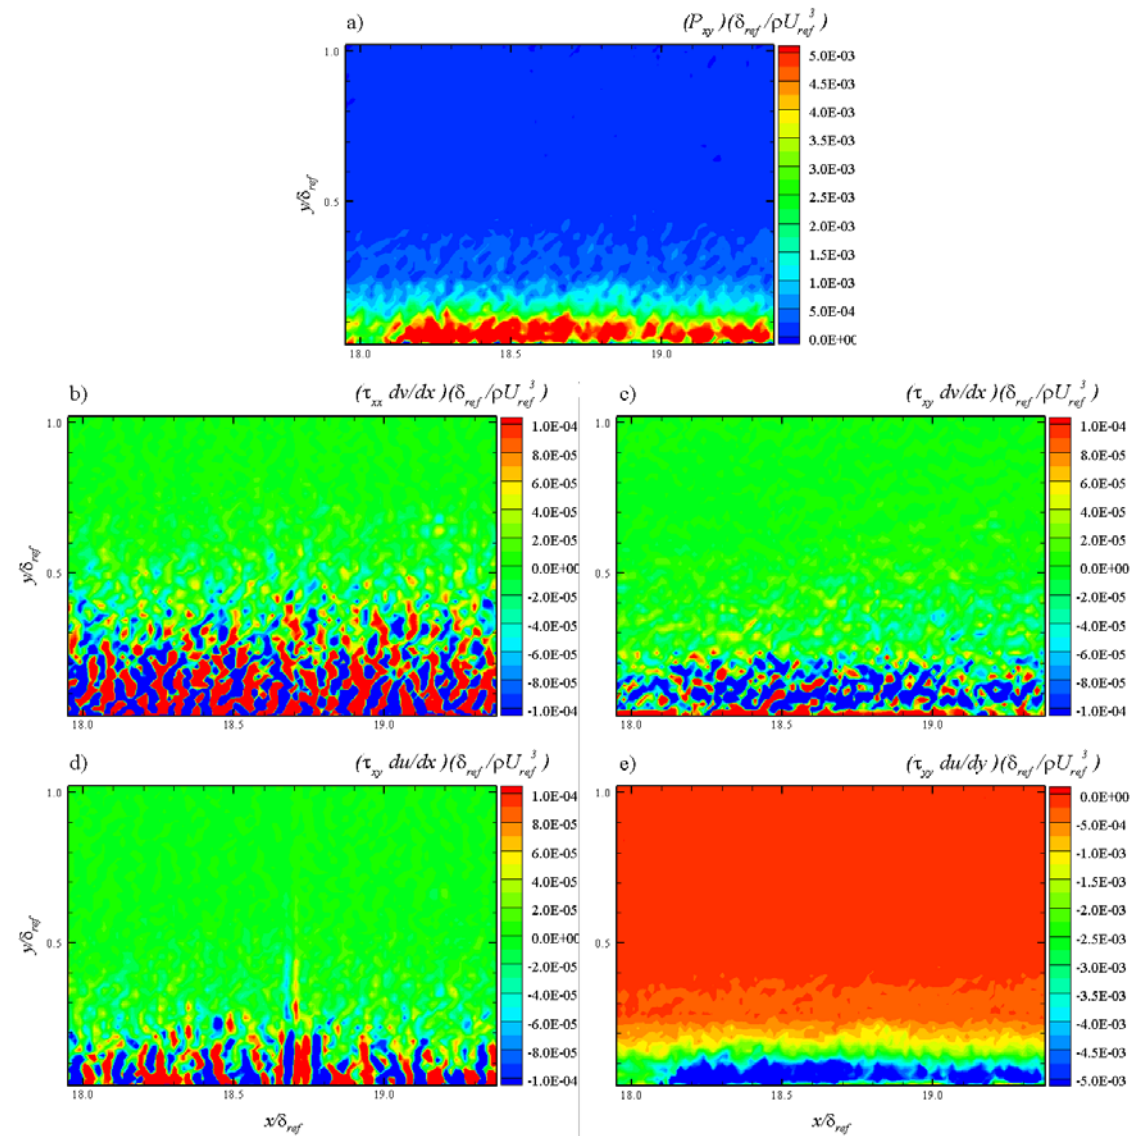 a) (P_xy)(δ_ref/ρU_ref^3)
1.0
0.5
y/δ_ref
18.0 18.5 19.0
5.0E-03
4.5E-03
4.0E-03
3.5E-03
3.0E-03
2.5E-03
2.0E-03
1.5E-03
1.0E-03
5.0E-04
0.0E+00
b) (τ_xx dv/dx)(δ_ref/ρU_ref^3)
1.0
0.5
y/δ_ref
18.0 18.5 19.0
1.0E-04
8.0E-05
6.0E-05
4.0E-05
2.0E-05
0.0E+00
-2.0E-05
-4.0E-05
-6.0E-05
-8.0E-05
-1.0E-04
c) (τ_xy dv/dx)(δ_ref/ρU_ref^3)
1.0
0.5
18.0 18.5 19.0
1.0E-04
8.0E-05
6.0E-05
4.0E-05
2.0E-05
0.0E+00
-2.0E-05
-4.0E-05
-6.0E-05
-8.0E-05
-1.0E-04
d) (τ_xy du/dx)(δ_ref/ρU_ref^3)
1.0
0.5
y/δ_ref
18.0 18.5 19.0
x/δ_ref
1.0E-04
8.0E-05
6.0E-05
4.0E-05
2.0E-05
0.0E+00
-2.0E-05
-4.0E-05
-6.0E-05
-8.0E-05
-1.0E-04
e) (τ_yy du/dy)(δ_ref/ρU_ref^3)
1.0
0.5
18.0 18.5 19.0
x/δ_ref
0.0E+00
-5.0E-04
-1.0E-03
-1.5E-03
-2.0E-03
-2.5E-03
-3.0E-03
-3.5E-03
-4.0E-03
-4.5E-03
-5.0E-03